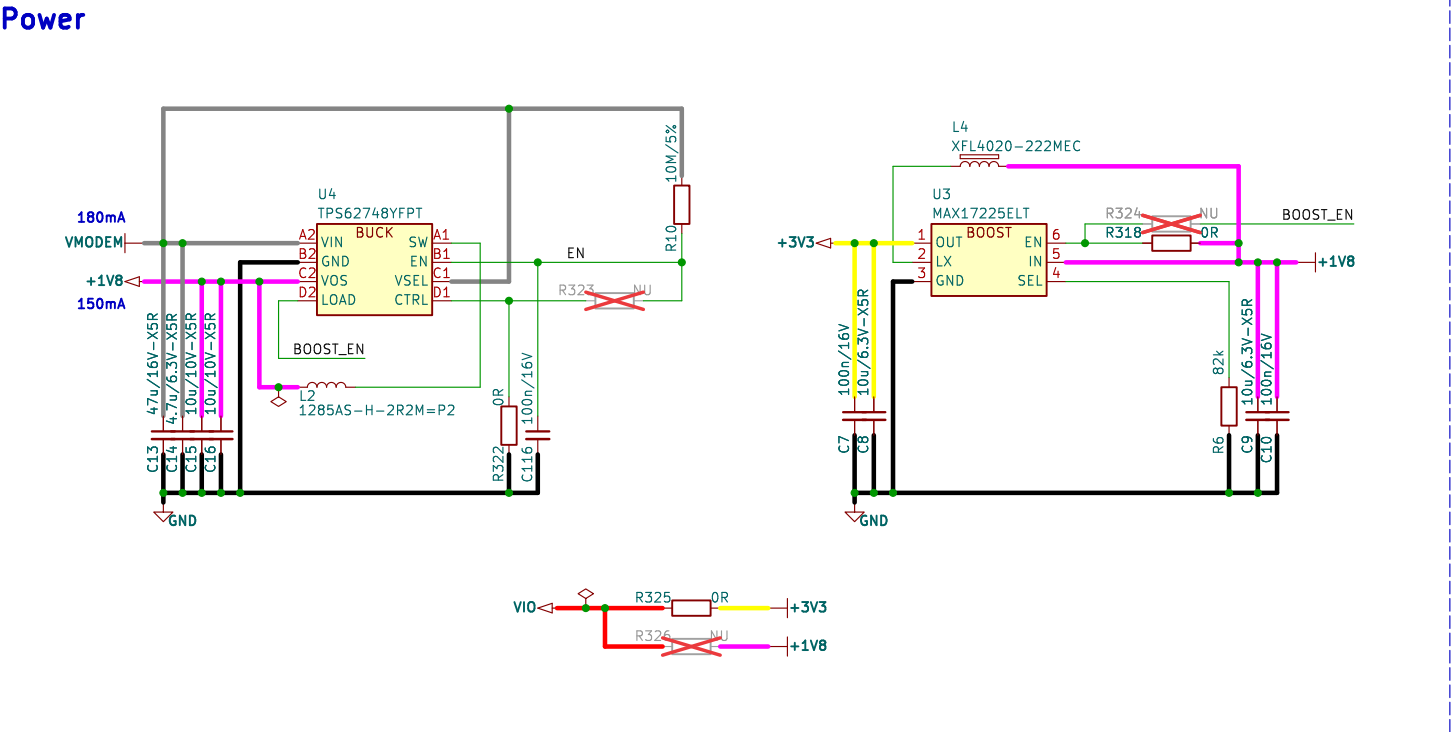 Power
U4
TPS62748YFPT
BUCK
A2 VIN SW A1
B2 GND EN B1
C2 VOS VSEL C1
D2 LOAD CTRL D1
180mA
VMODEM
+1V8
150mA
EN
BOOST_EN
L2
1285AS-H-2R2M=P2
47u/16V-X5R
4.7u/6.3V-X5R
10u/10V-X5R
10u/10V-X5R
C13
C14
C15
C16
GND
10M/5%
R10
R323 NU
0R
R322
100n/16V
C116
L4
XFL4020-222MEC
U3
MAX17225ELT
BOOST
1 OUT EN 6
2 LX IN 5
3 GND SEL 4
+3V3
R324 NU
R318 0R
BOOST_EN
+1V8
100n/16V
10u/6.3V-X5R
C7
C8
GND
82k
R6
10u/6.3V-X5R
100n/16V
C9
C10
VIO
R325 0R
+3V3
R326 NU
+1V8